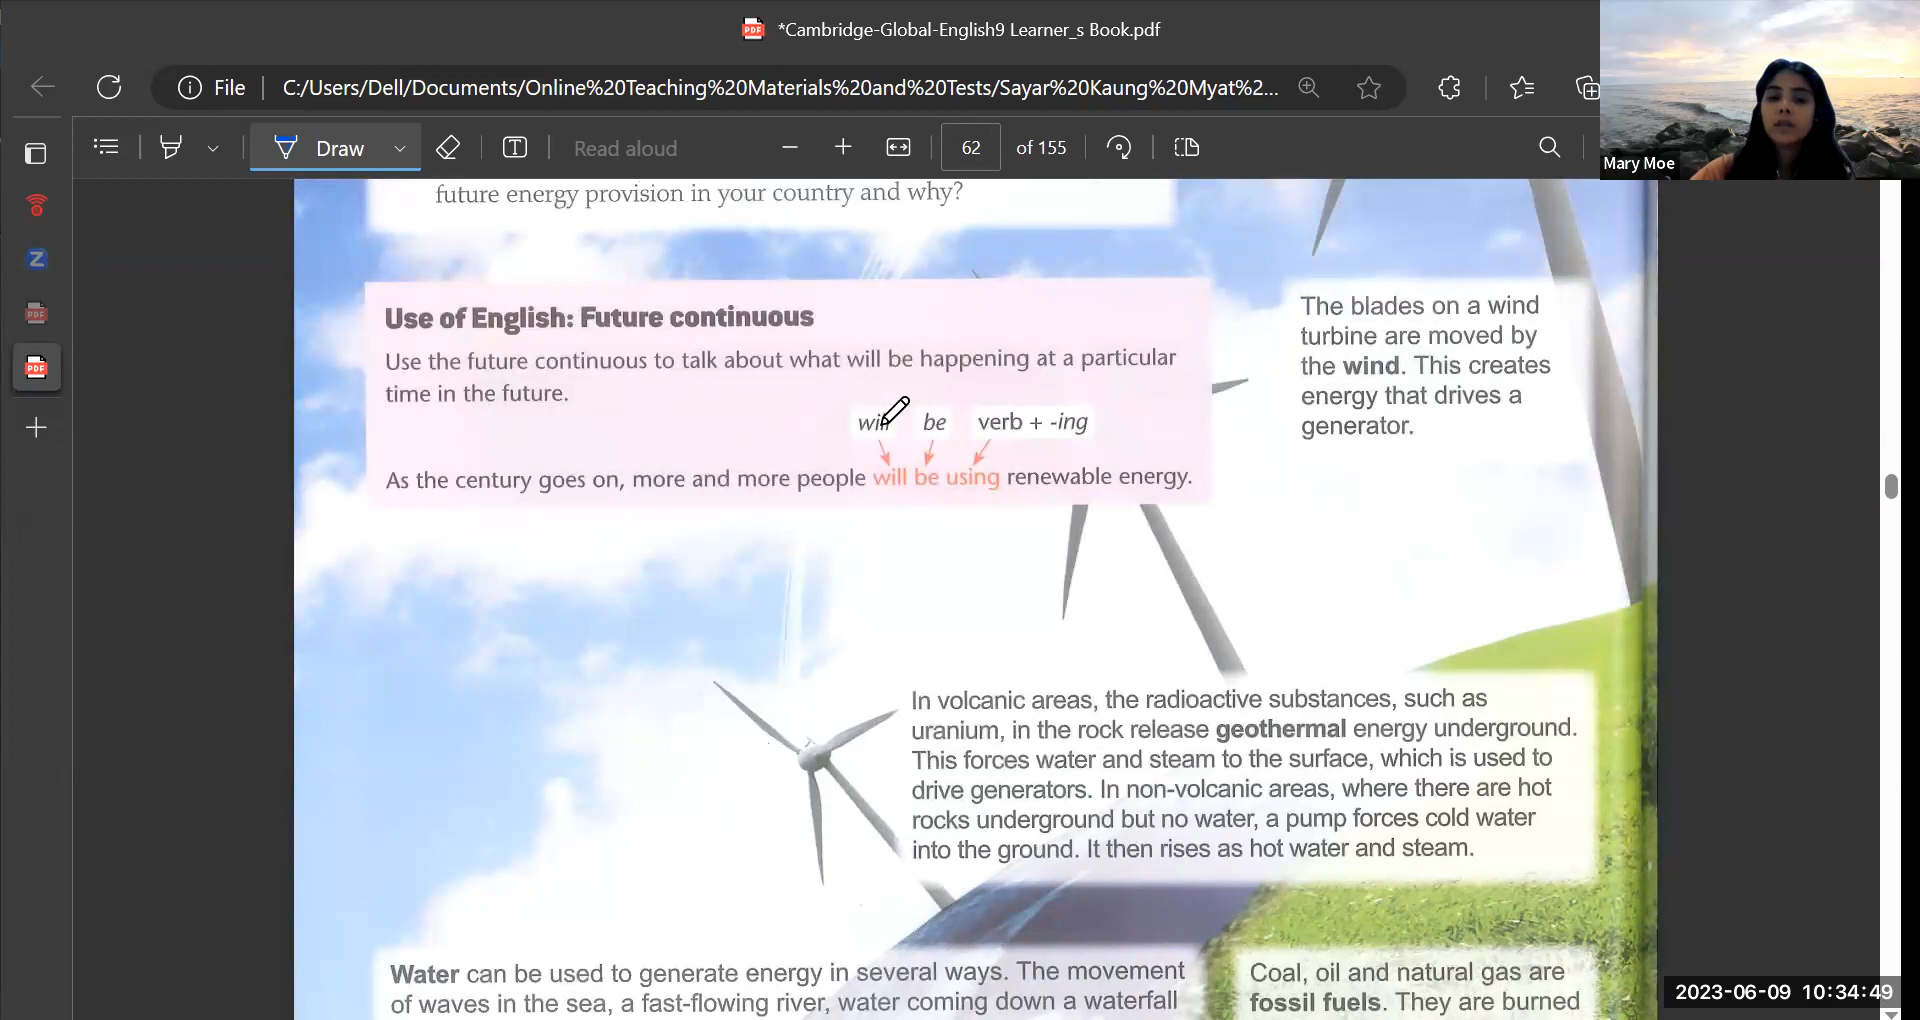 *Cambridge-Global-English9 Learner_s Book.pdf
File
C:/Users/Dell/Documents/Online%20Teaching%20Materials%20and%20Tests/Sayar%20Kaung%20Myat%2...
Draw
Read aloud
62
of 155
Mary Moe
future energy provision in your country and why?
Use of English: Future continuous
Use the future continuous to talk about what will be happening at a particular
time in the future.
will be verb + -ing
As the century goes on, more and more people will be using renewable energy.
The blades on a wind
turbine are moved by
the wind. This creates
energy that drives a
generator.
In volcanic areas, the radioactive substances, such as
uranium, in the rock release geothermal energy underground.
This forces water and steam to the surface, which is used to
drive generators. In non-volcanic areas, where there are hot
rocks underground but no water, a pump forces cold water
into the ground. It then rises as hot water and steam.
Water can be used to generate energy in several ways. The movement
of waves in the sea, a fast-flowing river, water coming down a waterfall
Coal, oil and natural gas are
fossil fuels. They are burned
2023-06-09 10:34:49